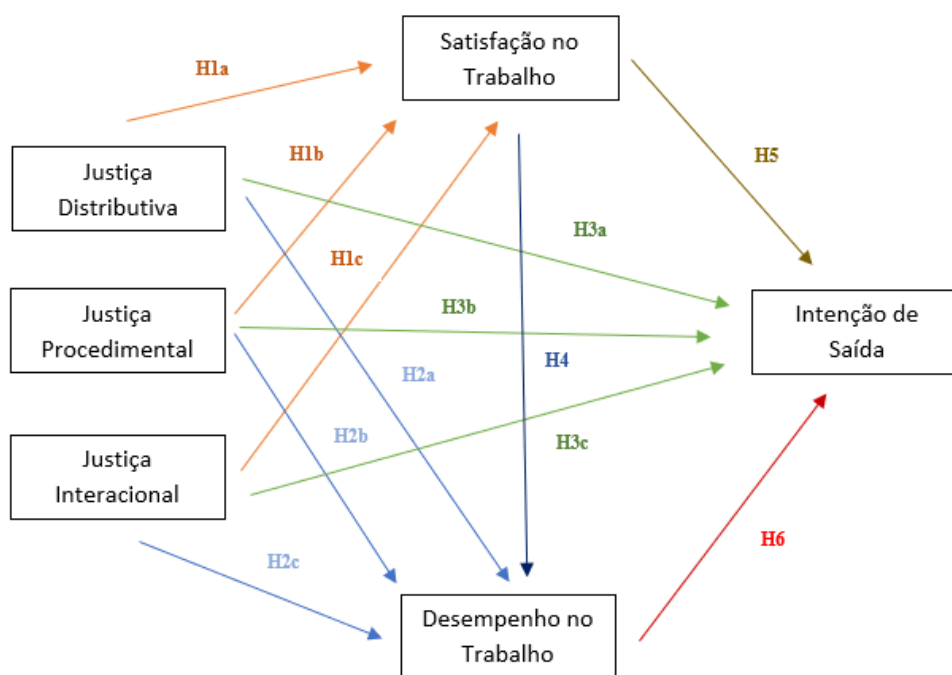 Satisfação no
Trabalho
H1a
H1b
H5
Justiça
Distributiva
H3a
H1c
Justiça
Procedimental
H3b
Intenção de
Saída
H4
H2a
H2b
H3c
Justiça
Interacional
H2c
H6
Desempenho no
Trabalho